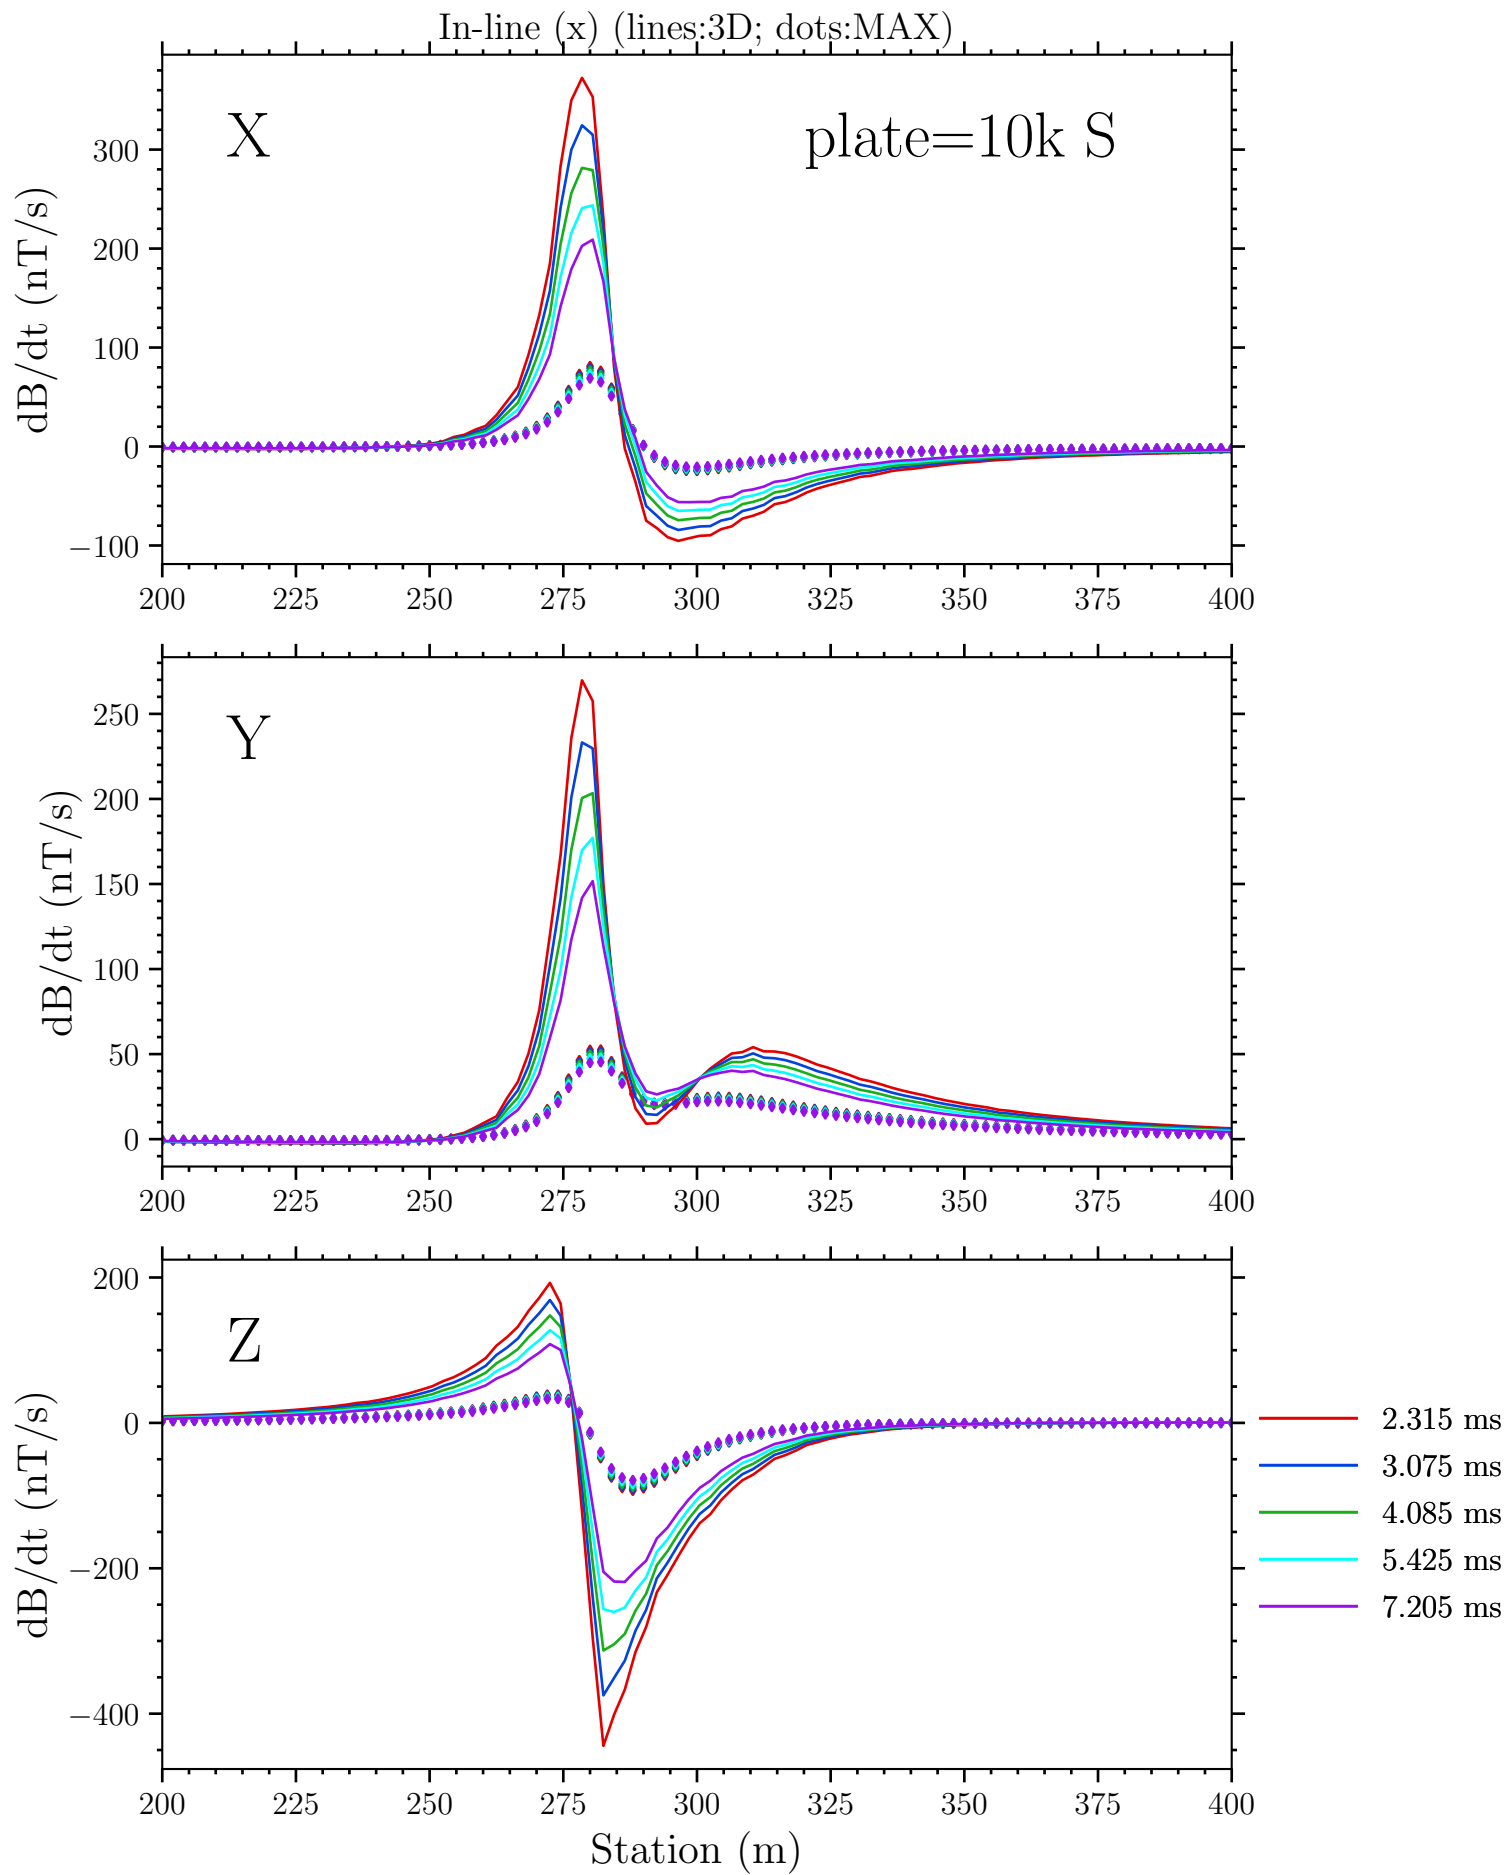 In-line (x) (lines:3D; dots:MAX)
X
plate=10k S
dB/dt (nT/s)
300
200
100
0
−100
200 225 250 275 300 325 350 375 400
Y
dB/dt (nT/s)
250
200
150
100
50
0
200 225 250 275 300 325 350 375 400
Z
dB/dt (nT/s)
200
0
−200
−400
200 225 250 275 300 325 350 375 400
Station (m)
2.315 ms
3.075 ms
4.085 ms
5.425 ms
7.205 ms